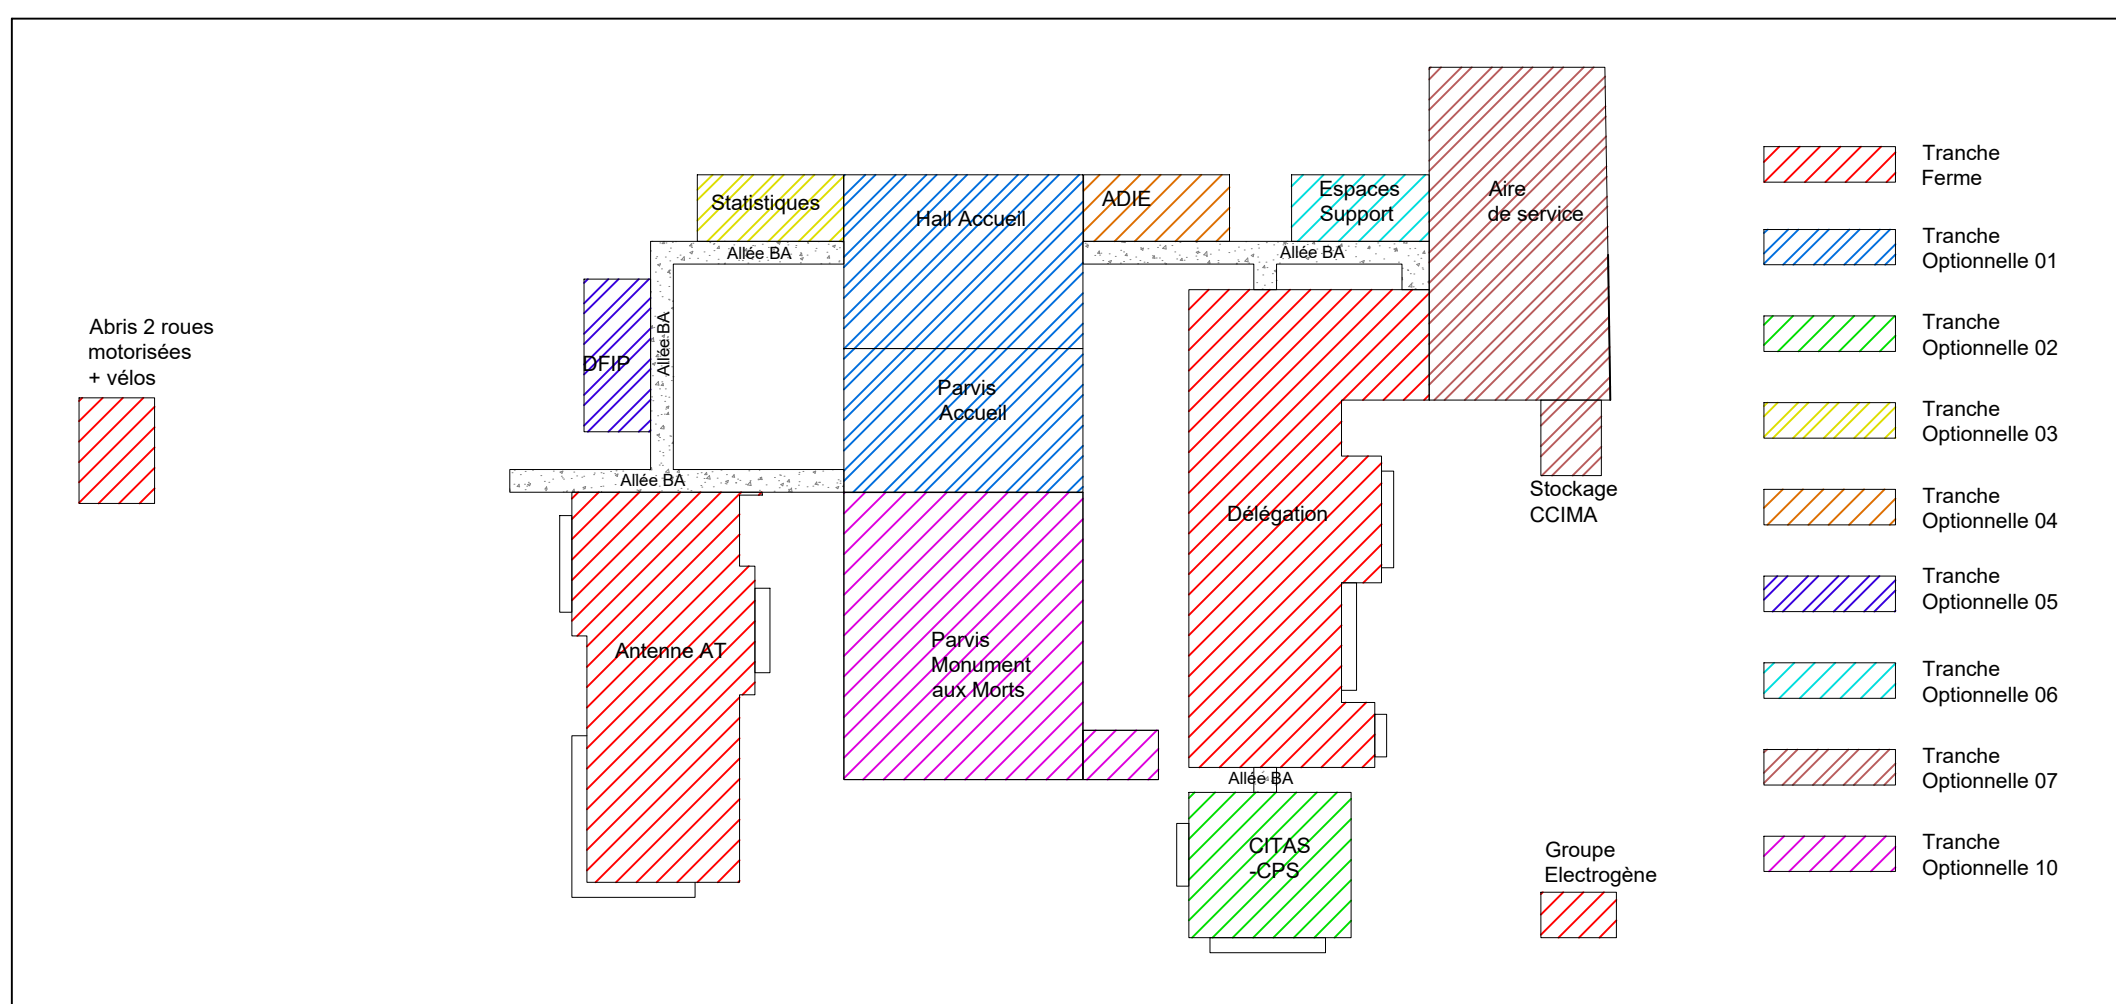 Statistiques
Hall Accueil
ADIE
Espaces
Support
Aire
de service
Allée BA
Allée BA
Allée BA
DFIP
Abris 2 roues
motorisées
+ vélos
Parvis
Accueil
Allée BA
Stockage
CCIMA
Délégation
Antenne AT
Parvis
Monument
aux Morts
Allée BA
CITAS
-CPS
Groupe
Electrogène
Tranche
Ferme
Tranche
Optionnelle 01
Tranche
Optionnelle 02
Tranche
Optionnelle 03
Tranche
Optionnelle 04
Tranche
Optionnelle 05
Tranche
Optionnelle 06
Tranche
Optionnelle 07
Tranche
Optionnelle 10